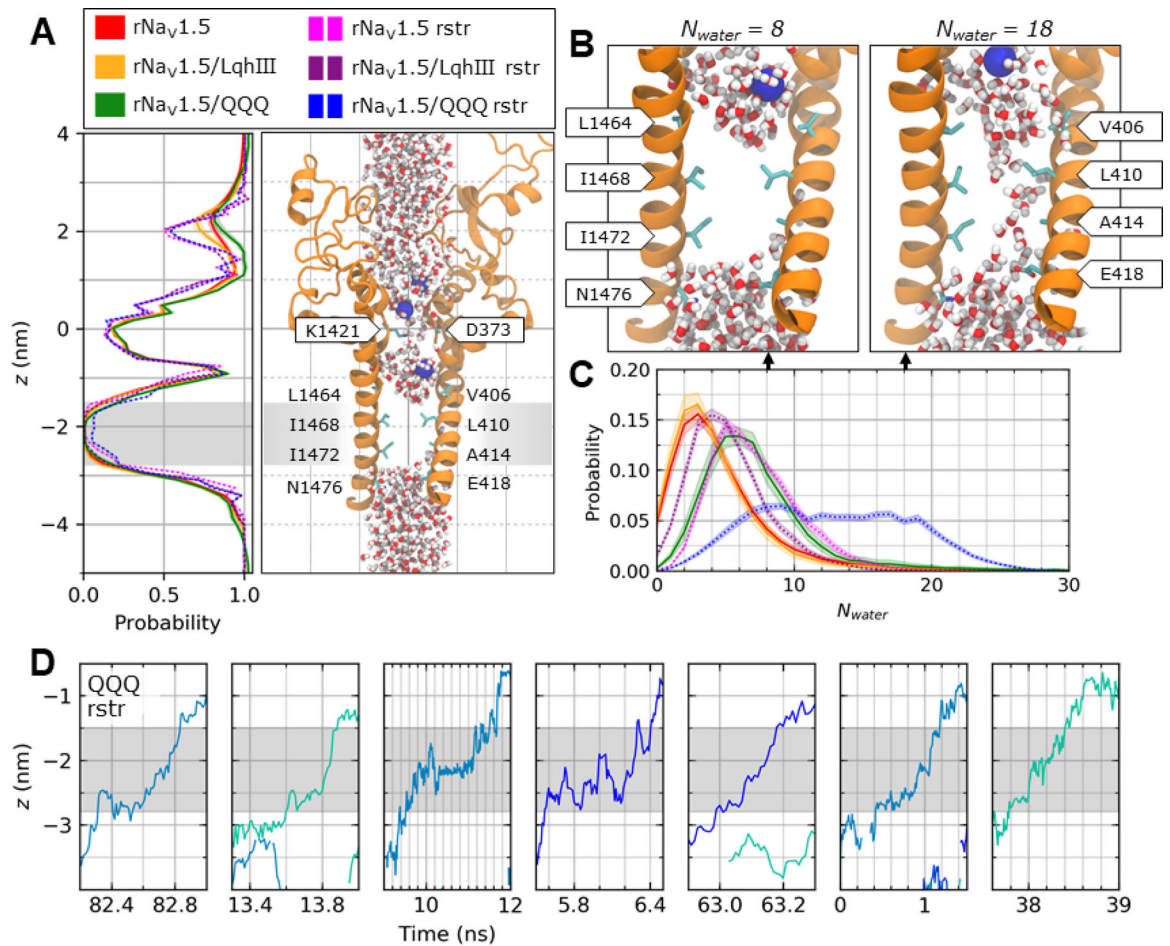 A
rNaV1.5
rNaV1.5 rstr
rNaV1.5/LqhIII
rNaV1.5/LqhIII rstr
rNaV1.5/QQQ
rNaV1.5/QQQ rstr
4
2
0
−2
−4
z (nm)
0.0 0.5 1.0
Probability
K1421
D373
L1464
V406
I1468
L410
I1472
A414
N1476
E418
B
Nwater = 8
Nwater = 18
L1464
V406
I1468
L410
I1472
A414
N1476
E418
C
0.20
0.15
0.10
0.05
0.00
Probability
0 10 20 30
Nwater
D
QQQ
rstr
−1
−2
−3
z (nm)
82.4 82.8
13.4 13.8
10 12
5.8 6.4
63.0 63.2
0 1
38 39
Time (ns)